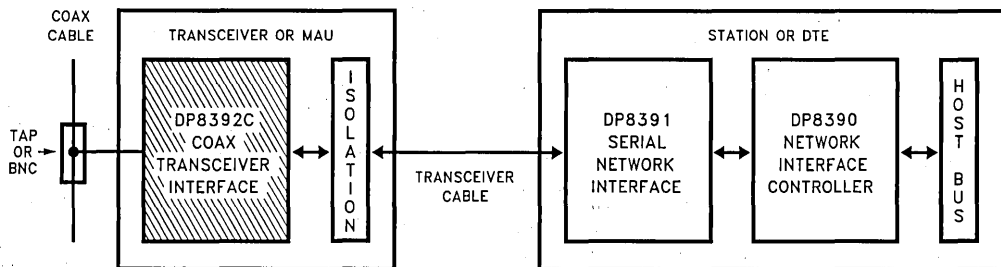 COAX
CABLE
TAP
OR
BNC
TRANSCEIVER OR MAU
DP8392C
COAX
TRANSCEIVER
INTERFACE
ISOLATION
TRANSCEIVER
CABLE
STATION OR DTE
DP8391
SERIAL
NETWORK
INTERFACE
DP8390
NETWORK
INTERFACE
CONTROLLER
HOST BUS